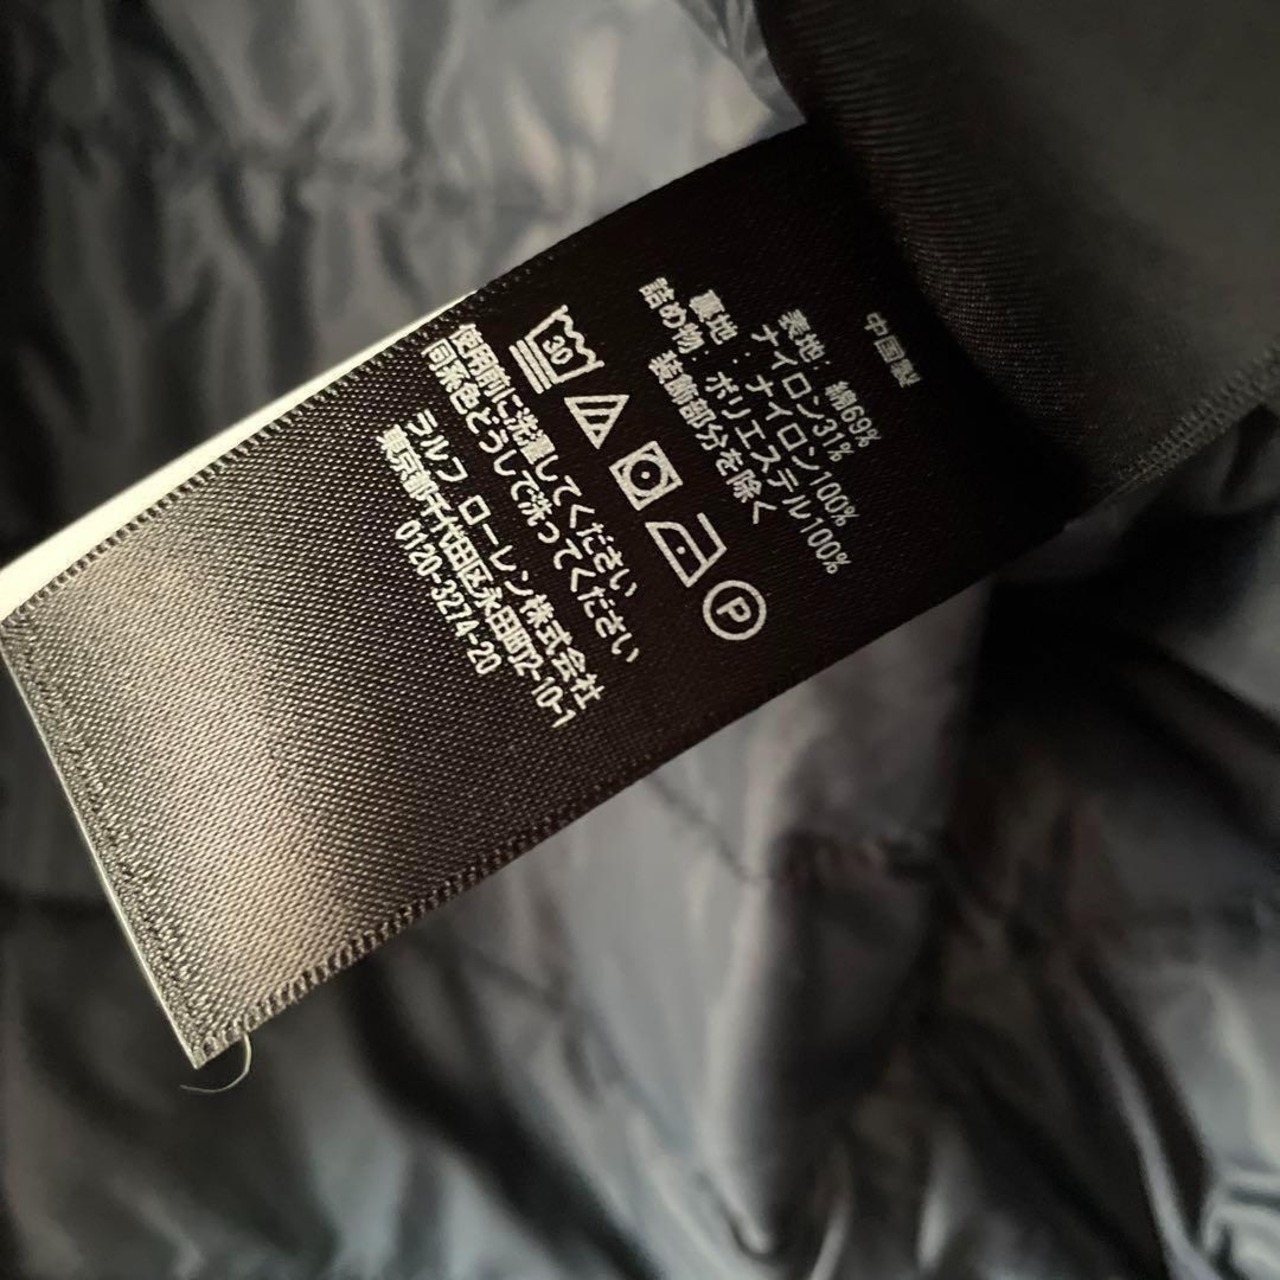 中国製
表地: 綿69%
ナイロン31%
裏地: ナイロン100%
詰め物: ポリエステル100%
装飾部分を除く
30
P
使用前に洗濯してください
同系色どうしで洗ってください
ラルフ ローレン株式会社
東京都千代田区永田町2-10-1
0120-3274-20